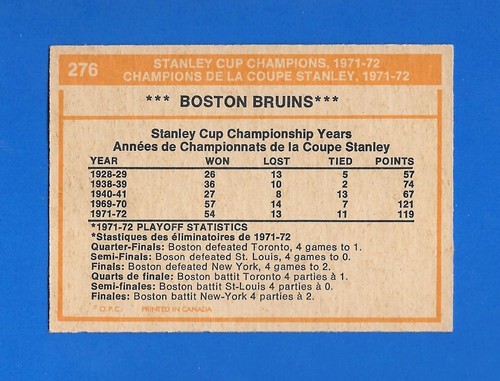 276
STANLEY CUP CHAMPIONS, 1971-72
CHAMPIONS DE LA COUPE STANLEY, 1971-72
*** BOSTON BRUINS***
Stanley Cup Championship Years
Années de Championnats de la Coupe Stanley
YEAR WON LOST TIED POINTS
1928-29 26 13 5 57
1938-39 36 10 2 74
1940-41 27 8 13 67
1969-70 57 14 7 121
1971-72 54 13 11 119
*1971-72 PLAYOFF STATISTICS
*Stastiques des éliminatoires de 1971-72
Quarter-Finals: Boston defeated Toronto, 4 games to 1.
Semi-Finals: Boson defeated St. Louis, 4 games to 0.
Finals: Boston defeated New York, 4 games to 2.
Quarts de finale: Boston battit Toronto 4 parties à 1.
Semi-finales: Boston battit St-Louis 4 parties à 0.
Finales: Boston battit New-York 4 parties à 2.
O.P.C. PRINTED IN CANADA